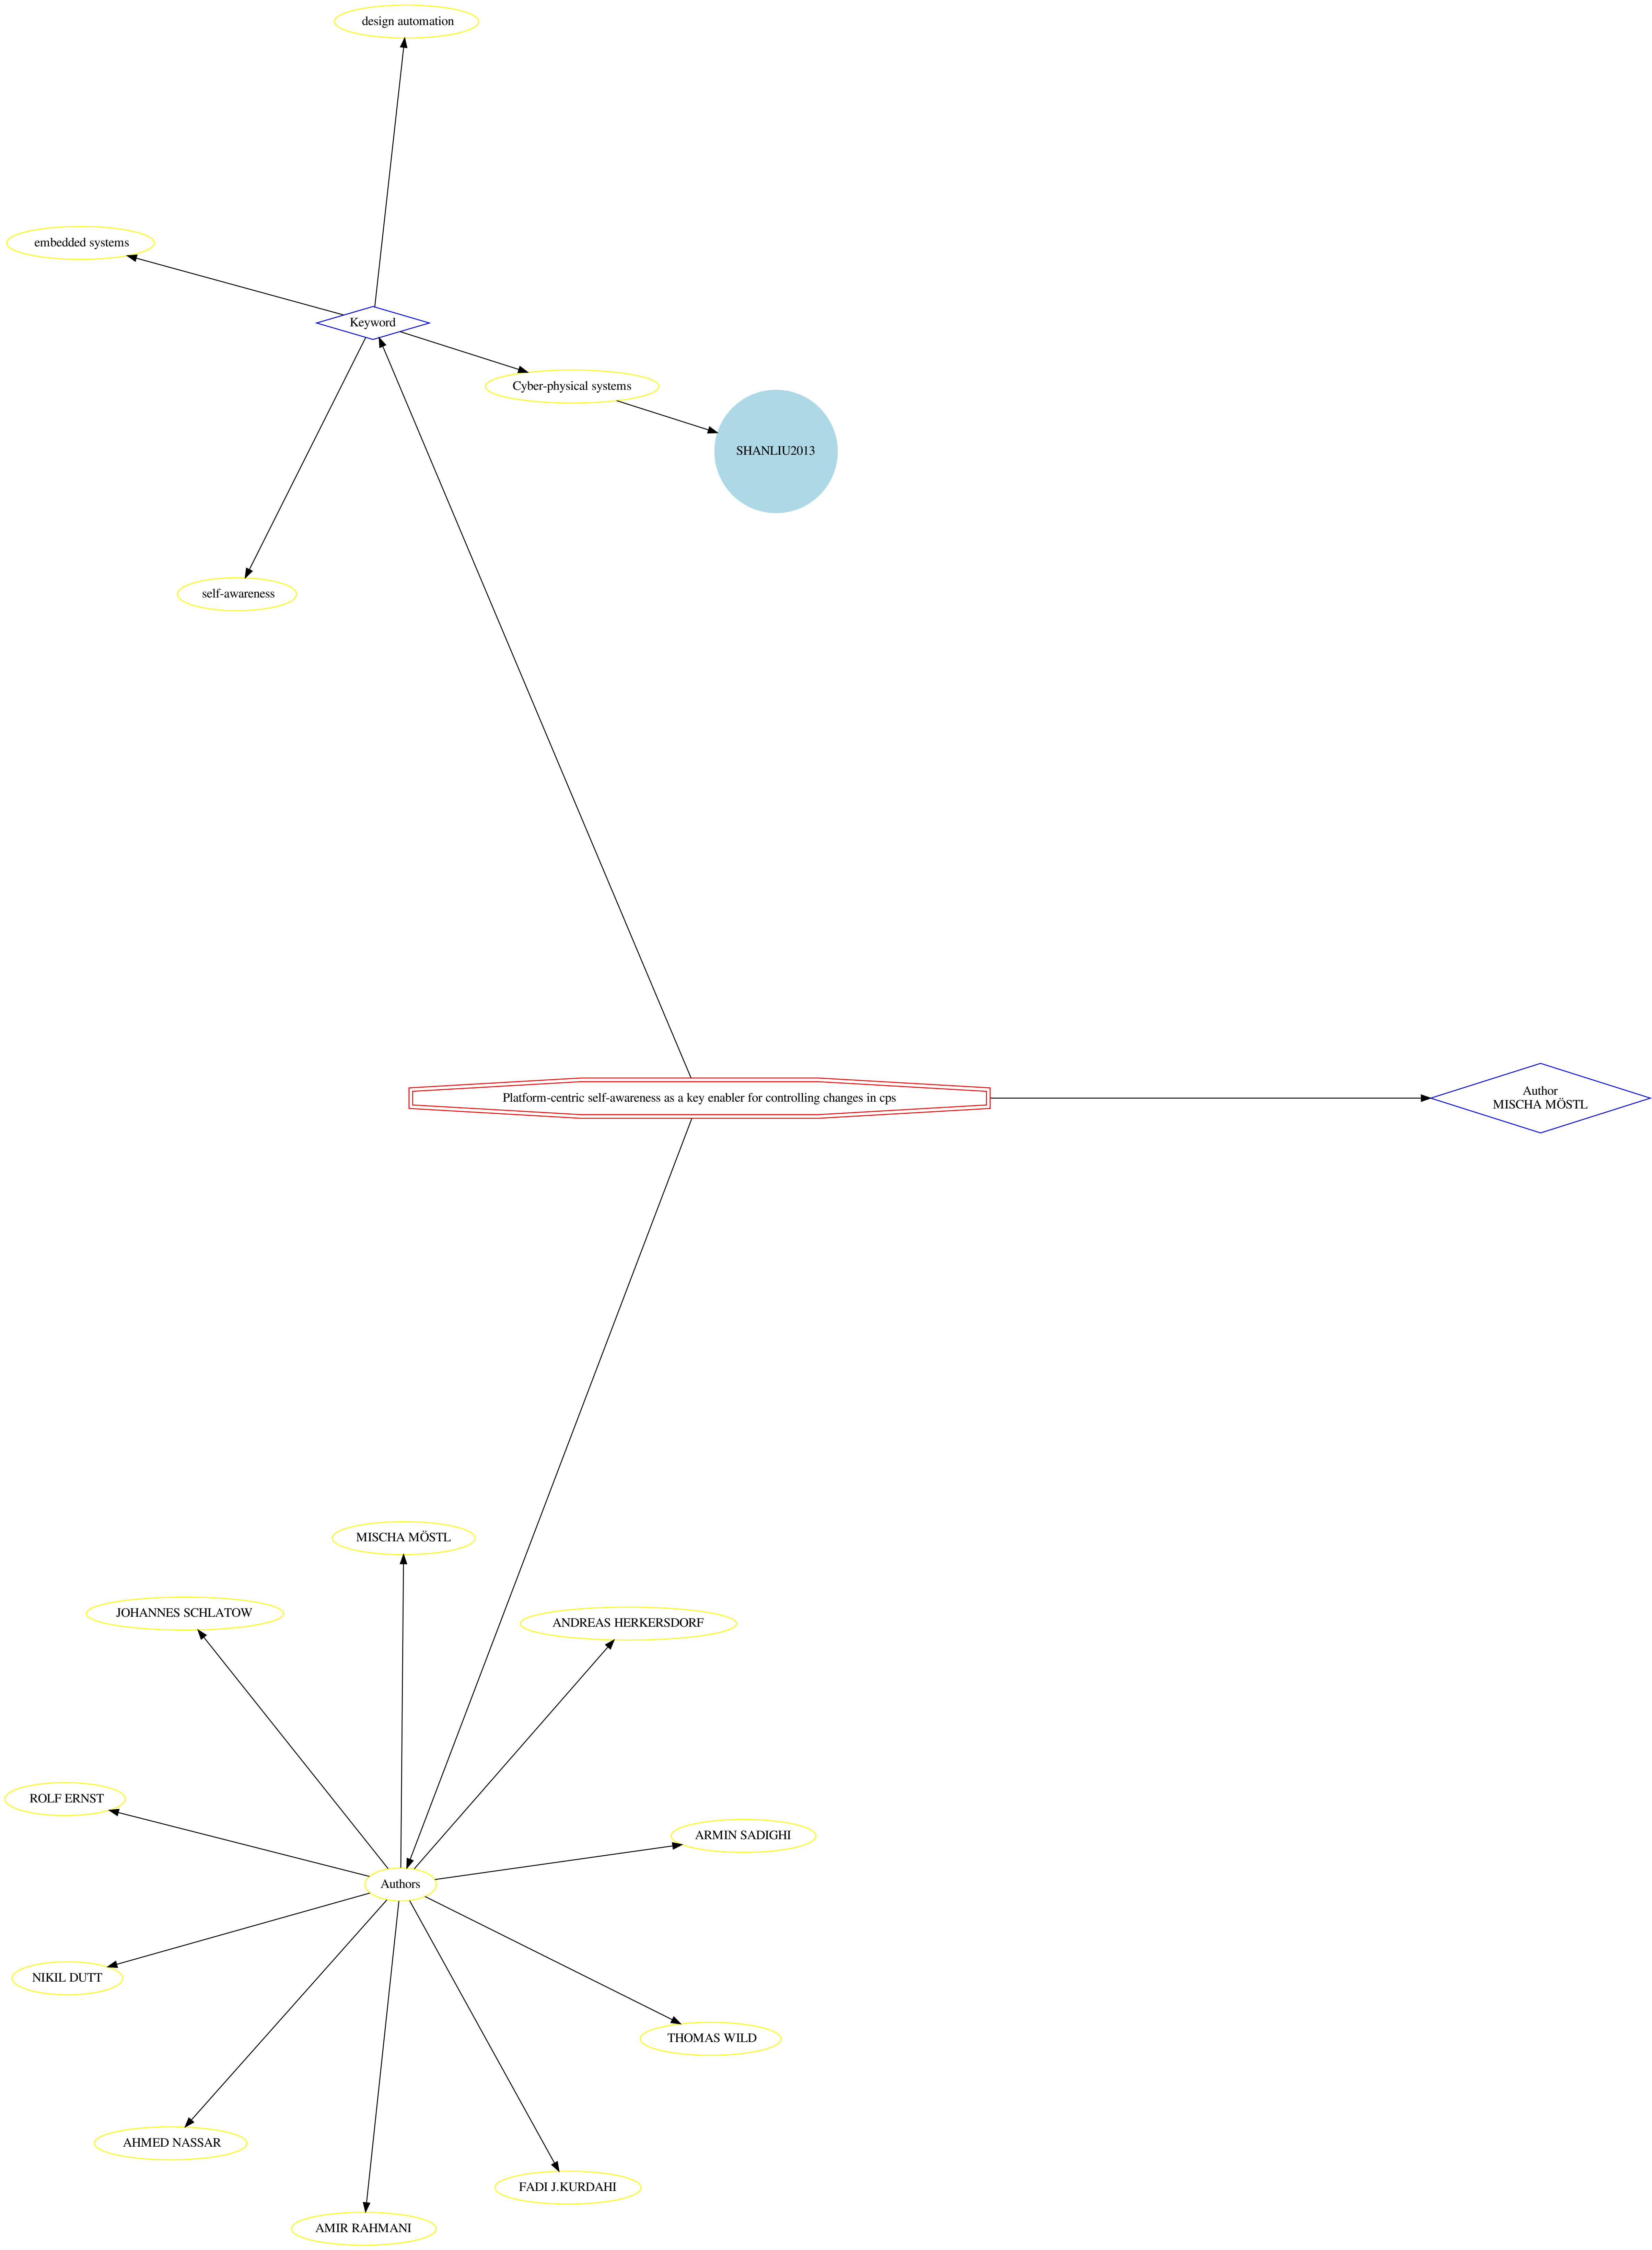 design automation
embedded systems
Keyword
Cyber-physical systems
SHANLIU2013
self-awareness
Platform-centric self-awareness as a key enabler for controlling changes in cps
Author
MISCHA MÖSTL
MISCHA MÖSTL
JOHANNES SCHLATOW
ANDREAS HERKERSDORF
ROLF ERNST
ARMIN SADIGHI
Authors
NIKIL DUTT
THOMAS WILD
AHMED NASSAR
FADI J.KURDAHI
AMIR RAHMANI